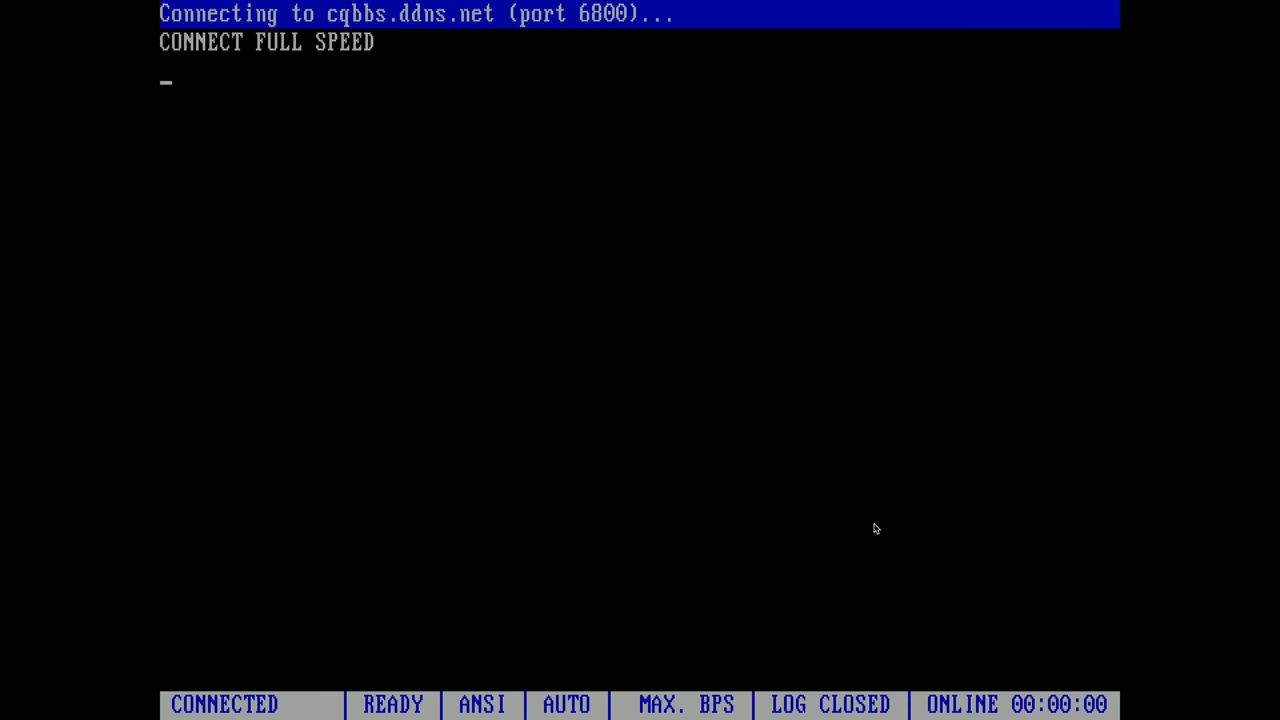 Connecting to cqbbs.ddns.net (port 6800)...
CONNECT FULL SPEED
CONNECTED | READY | ANSI | AUTO | MAX. BPS | LOG CLOSED | ONLINE 00:00:00